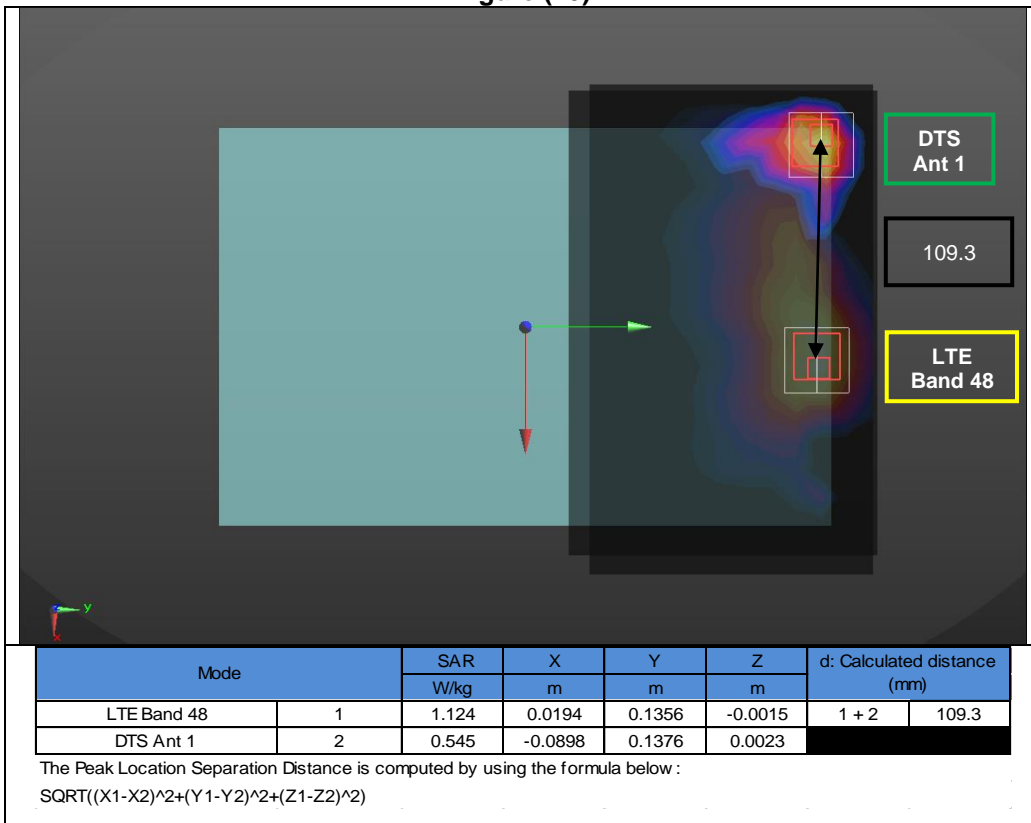 DTS
Ant 1
109.3
LTE
Band 48
y
x
Mode SAR X Y Z d: Calculated distance (mm)
W/kg m m m
LTE Band 48 1 1.124 0.0194 0.1356 -0.0015 1 + 2 109.3
DTS Ant 1 2 0.545 -0.0898 0.1376 0.0023
The Peak Location Separation Distance is computed by using the formula below :
SQRT((X1-X2)^2+(Y1-Y2)^2+(Z1-Z2)^2)